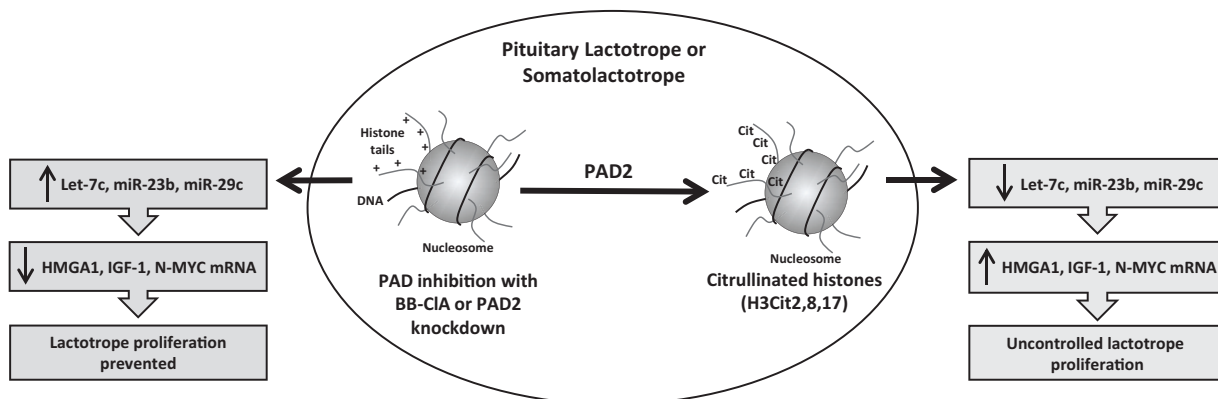 Pituitary Lactotrope or
Somatolactotrope
Histone
tails
+
+
+
+
+
+
DNA
Nucleosome
PAD inhibition with
BB-ClA or PAD2
knockdown
PAD2
Cit
Cit
Cit
Cit
Cit
Cit
Nucleosome
Citrullinated histones
(H3Cit2,8,17)
↑ Let-7c, miR-23b, miR-29c
↓ HMGA1, IGF-1, N-MYC mRNA
Lactotrope proliferation
prevented
↓ Let-7c, miR-23b, miR-29c
↑ HMGA1, IGF-1, N-MYC mRNA
Uncontrolled lactotrope
proliferation